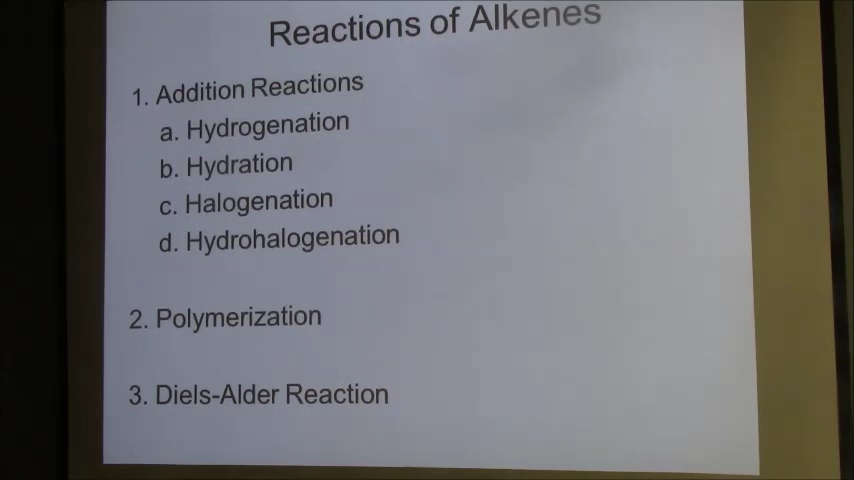 Reactions of Alkenes
1. Addition Reactions
a. Hydrogenation
b. Hydration
c. Halogenation
d. Hydrohalogenation
2. Polymerization
3. Diels-Alder Reaction